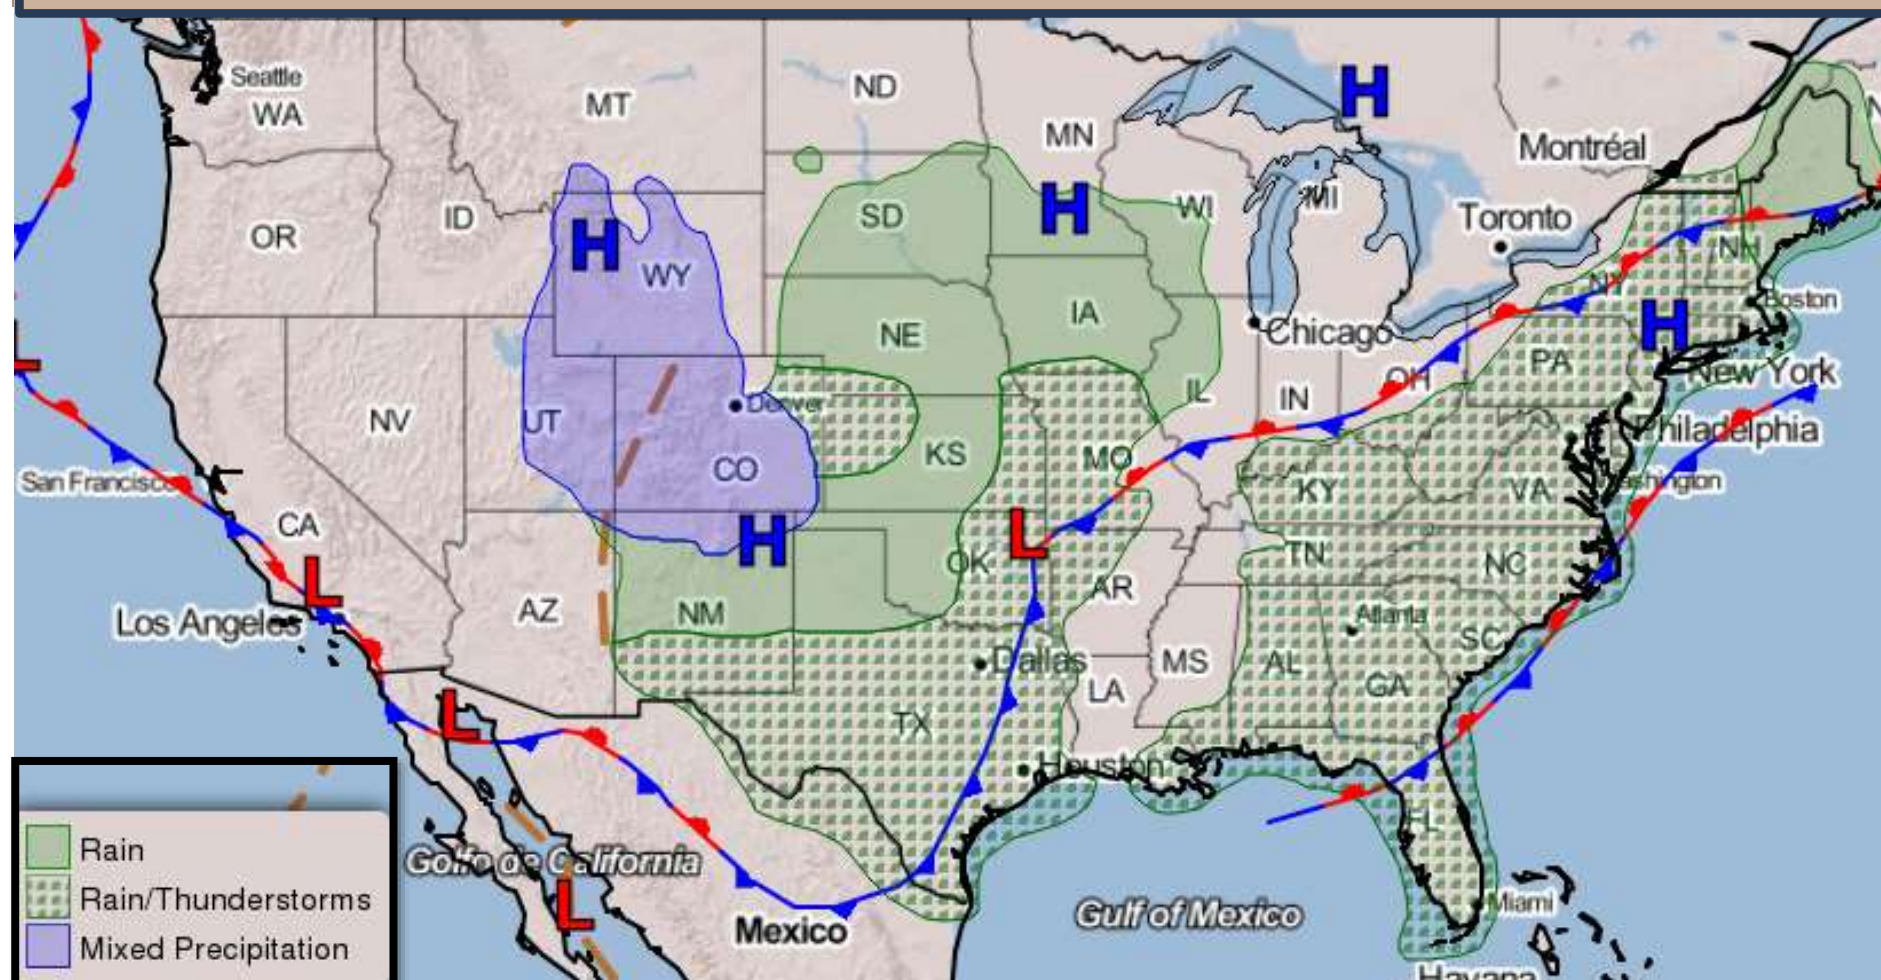 Seattle
WA
MT
ND
H
MN
Montréal
OR
ID
H
WY
SD
H
WI
MI
Toronto
NH
NE
IA
Chicago
NY
H
Boston
L
NV
UT
Denver
CO
KS
MO
IL
IN
OH
PA
New York
Philadelphia
San Francisco
CA
H
OK
L
KY
VA
Washington
TN
NC
L
Los Angeles
AZ
NM
AR
Atlanta
SC
Dallas
LA
MS
AL
GA
L
TX
Houston
FL
Golfo de California
L
Mexico
Gulf of Mexico
Miami
Havana
Rain
Rain/Thunderstorms
Mixed Precipitation